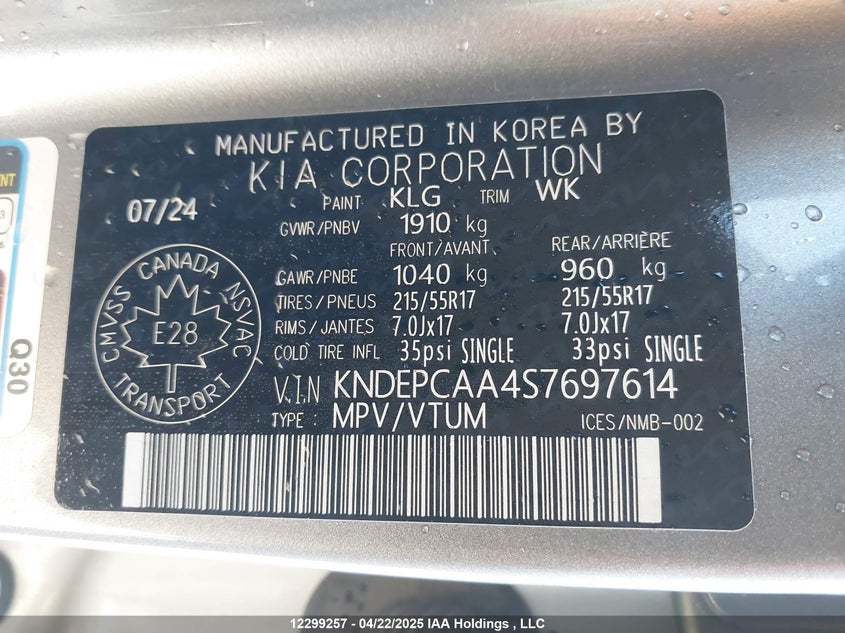 MANUFACTURED IN KOREA BY
KIA CORPORATION
07/24 PAINT KLG TRIM WK
GVWR/PNBV 1910 kg
FRONT/AVANT REAR/ARRIÈRE
GAWR/PNBE 1040 kg 960 kg
TIRES/PNEUS 215/55R17 215/55R17
RIMS/JANTES 7.0Jx17 7.0Jx17
COLD TIRE INFL 35psi SINGLE 33psi SINGLE
V.I.N KNDEPCAA4S7697614
TYPE : MPV/VTUM ICES/NMB-002
CMVSS CANADA NSVAC
E28
TRANSPORT
Q30
12299257 - 04/22/2025 IAA Holdings , LLC